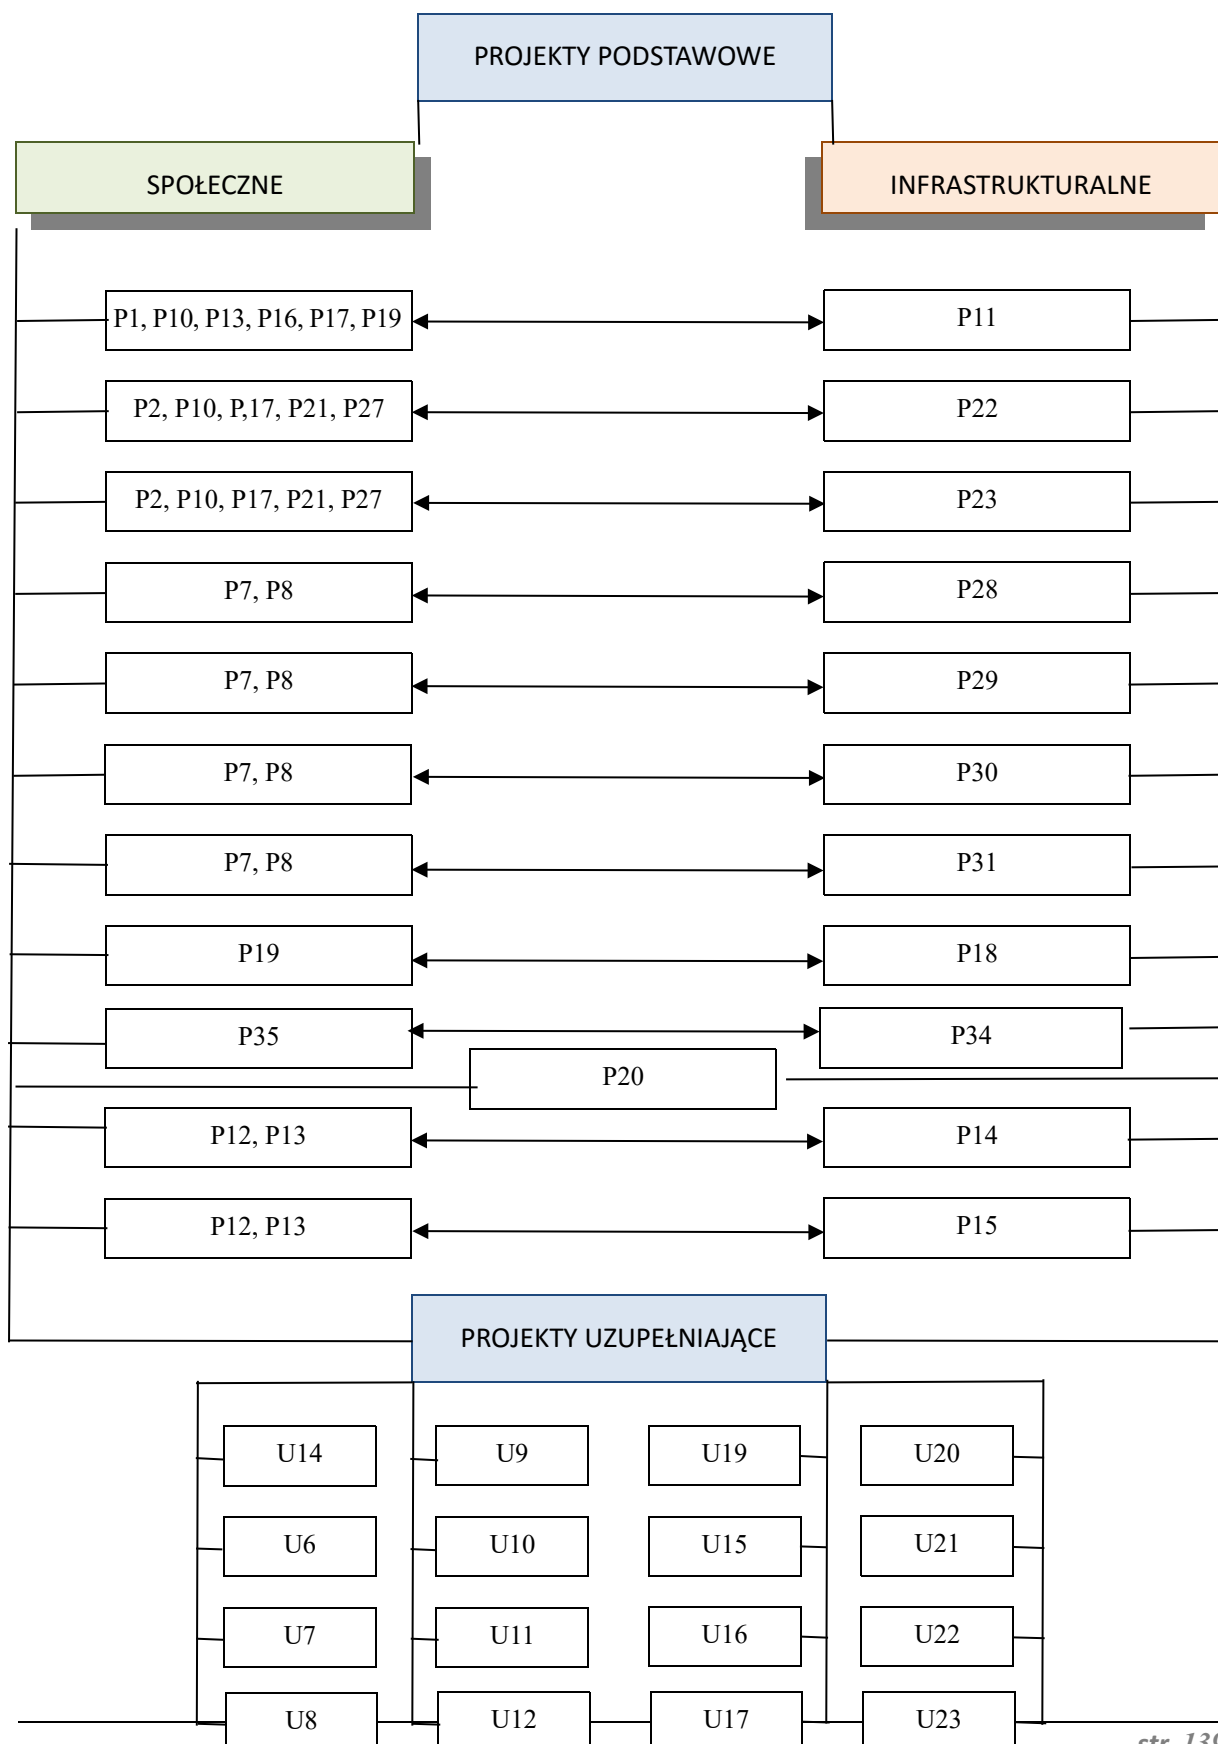 PROJEKTY PODSTAWOWE
SPOŁECZNE
INFRASTRUKTURALNE
P1, P10, P13, P16, P17, P19
P11
P2, P10, P,17, P21, P27
P22
P2, P10, P17, P21, P27
P23
P7, P8
P28
P7, P8
P29
P7, P8
P30
P7, P8
P31
P19
P18
P35
P34
P20
P12, P13
P14
P12, P13
P15
PROJEKTY UZUPEŁNIAJĄCE
U14
U9
U19
U20
U6
U10
U15
U21
U7
U11
U16
U22
U8
U12
U17
U23
str. 139